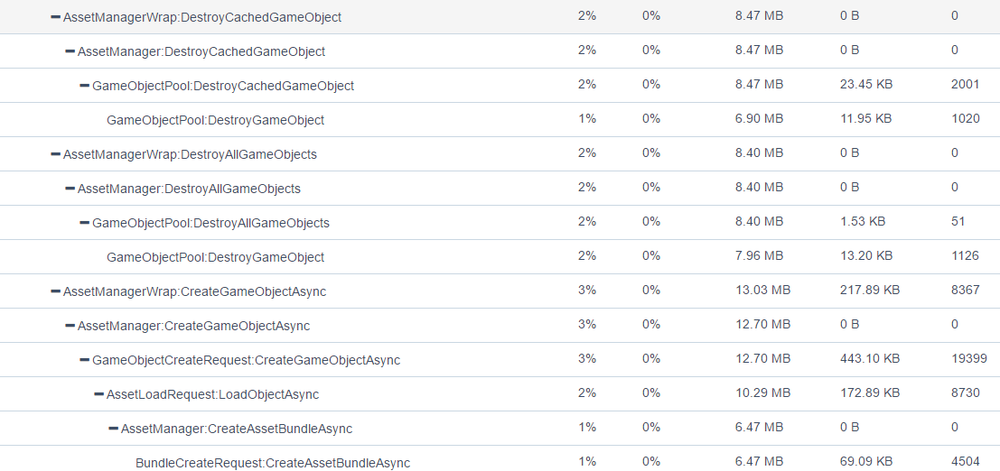 AssetManagerWrap:DestroyCachedGameObject 2% 0% 8.47 MB 0 B 0
AssetManager:DestroyCachedGameObject 2% 0% 8.47 MB 0 B 0
GameObjectPool:DestroyCachedGameObject 2% 0% 8.47 MB 23.45 KB 2001
GameObjectPool:DestroyGameObject 1% 0% 6.90 MB 11.95 KB 1020
AssetManagerWrap:DestroyAllGameObjects 2% 0% 8.40 MB 0 B 0
AssetManager:DestroyAllGameObjects 2% 0% 8.40 MB 0 B 0
GameObjectPool:DestroyAllGameObjects 2% 0% 8.40 MB 1.53 KB 51
GameObjectPool:DestroyGameObject 2% 0% 7.96 MB 13.20 KB 1126
AssetManagerWrap:CreateGameObjectAsync 3% 0% 13.03 MB 217.89 KB 8367
AssetManager:CreateGameObjectAsync 3% 0% 12.70 MB 0 B 0
GameObjectCreateRequest:CreateGameObjectAsync 3% 0% 12.70 MB 443.10 KB 19399
AssetLoadRequest:LoadObjectAsync 2% 0% 10.29 MB 172.89 KB 8730
AssetManager:CreateAssetBundleAsync 1% 0% 6.47 MB 0 B 0
BundleCreateRequest:CreateAssetBundleAsync 1% 0% 6.47 MB 69.09 KB 4504